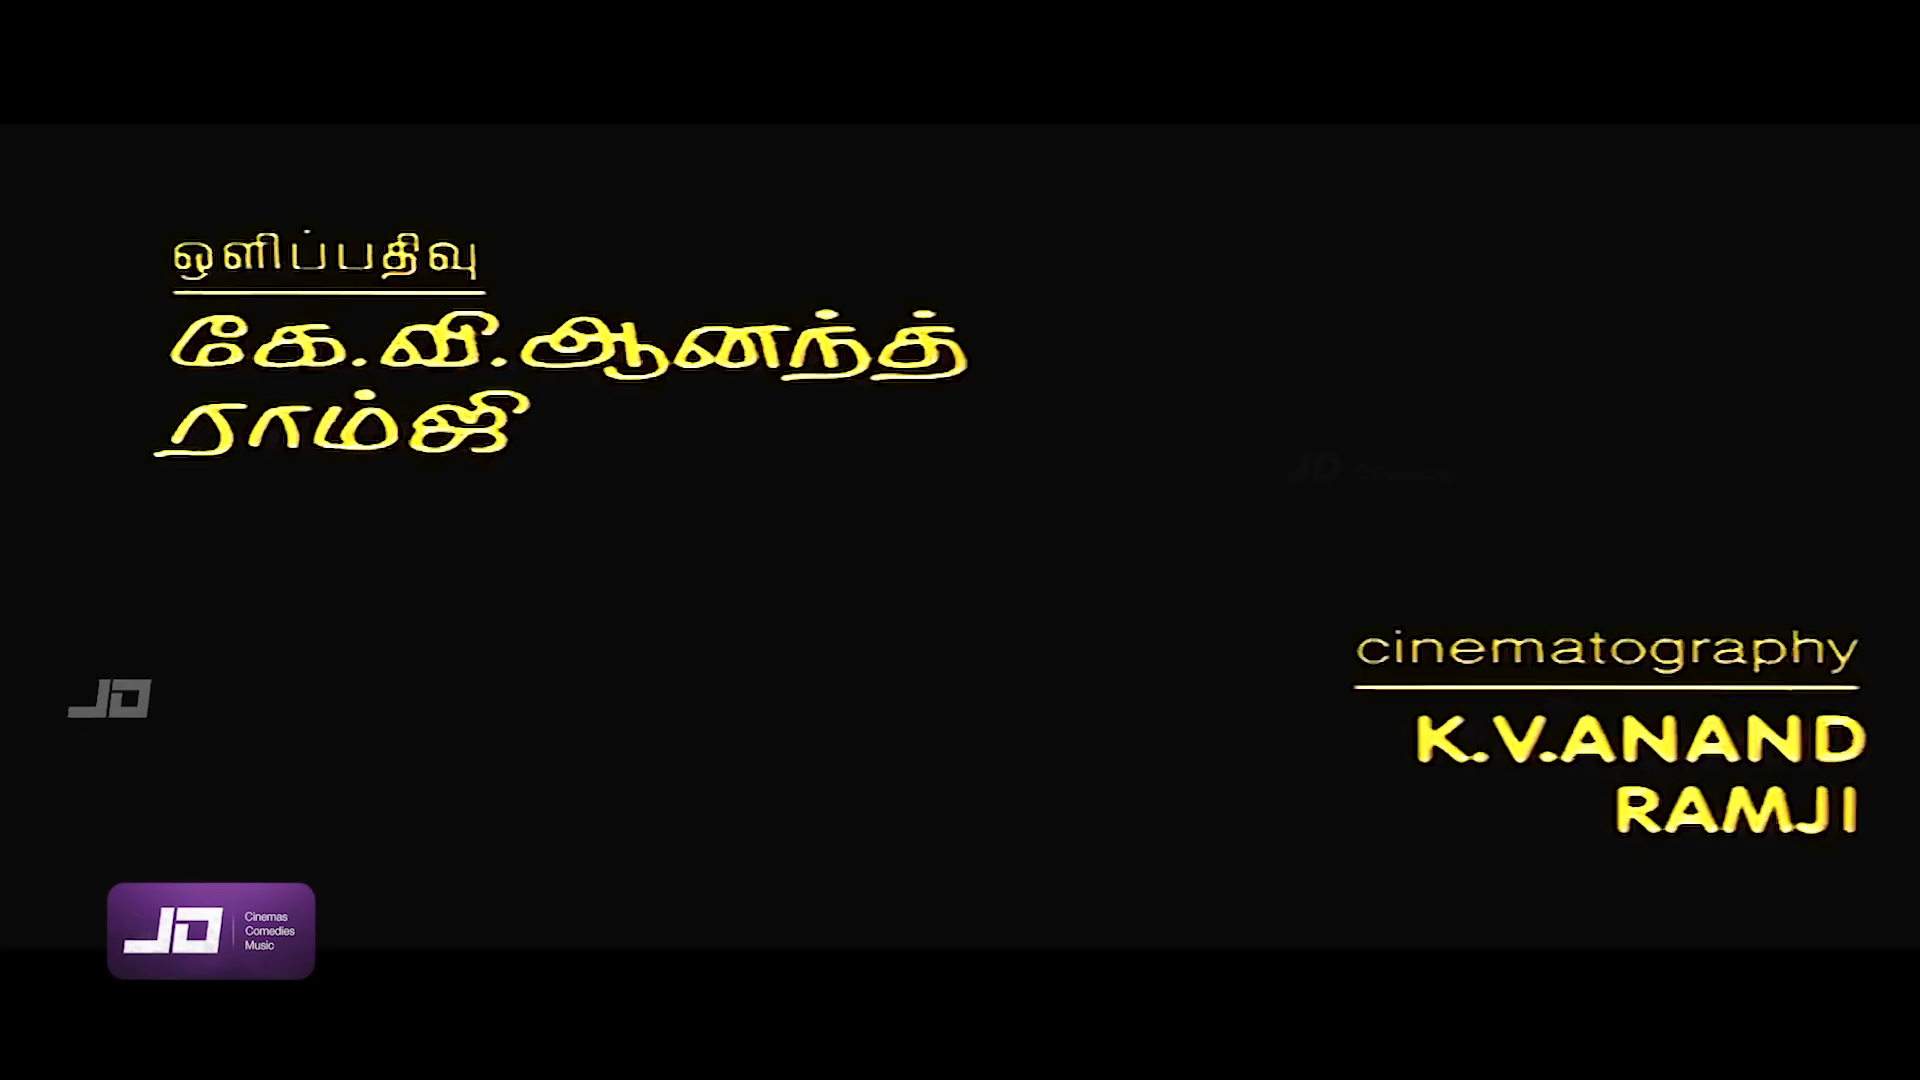 ஒளிப்பதிவு
கே.வி.ஆனந்த்
ராம்ஜி
cinematography
K.V.ANAND
RAMJI
JD
JD
Cinemas
Comedies
Music